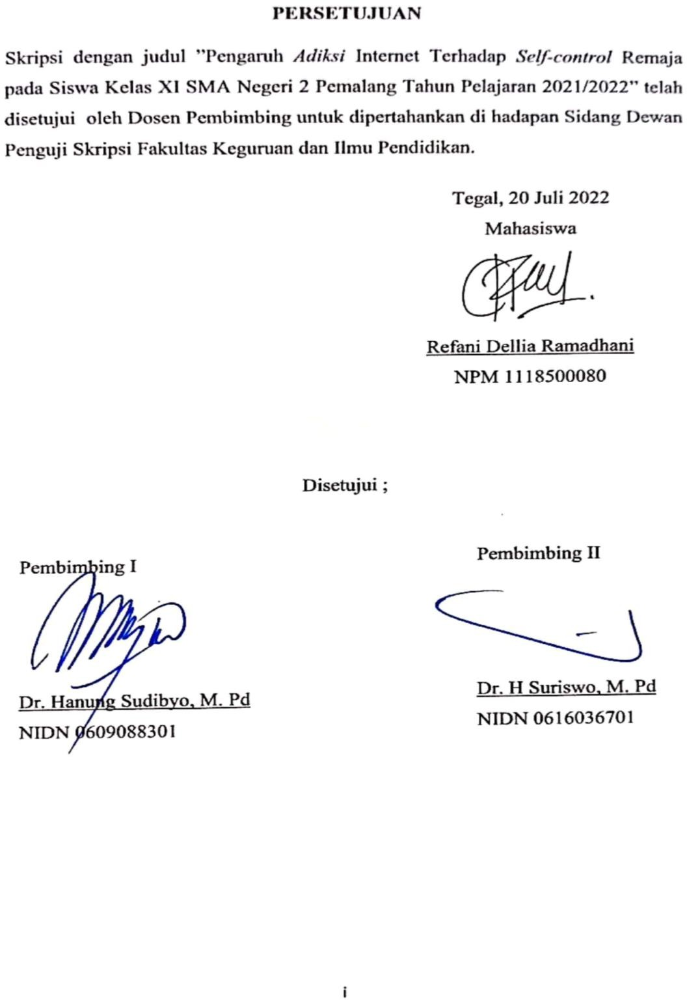 PERSETUJUAN
Skripsi dengan judul ”Pengaruh Adiksi Internet Terhadap Self-control Remaja
pada Siswa Kelas XI SMA Negeri 2 Pemalang Tahun Pelajaran 2021/2022” telah
disetujui oleh Dosen Pembimbing untuk dipertahankan di hadapan Sidang Dewan
Penguji Skripsi Fakultas Keguruan dan Ilmu Pendidikan.
Tegal, 20 Juli 2022
Mahasiswa
Refani Dellia Ramadhani
NPM 1118500080
Disetujui ;
Pembimbing I
Pembimbing II
Dr. Hanung Sudibyo, M. Pd
NIDN 0609088301
Dr. H Suriswo, M. Pd
NIDN 0616036701
i